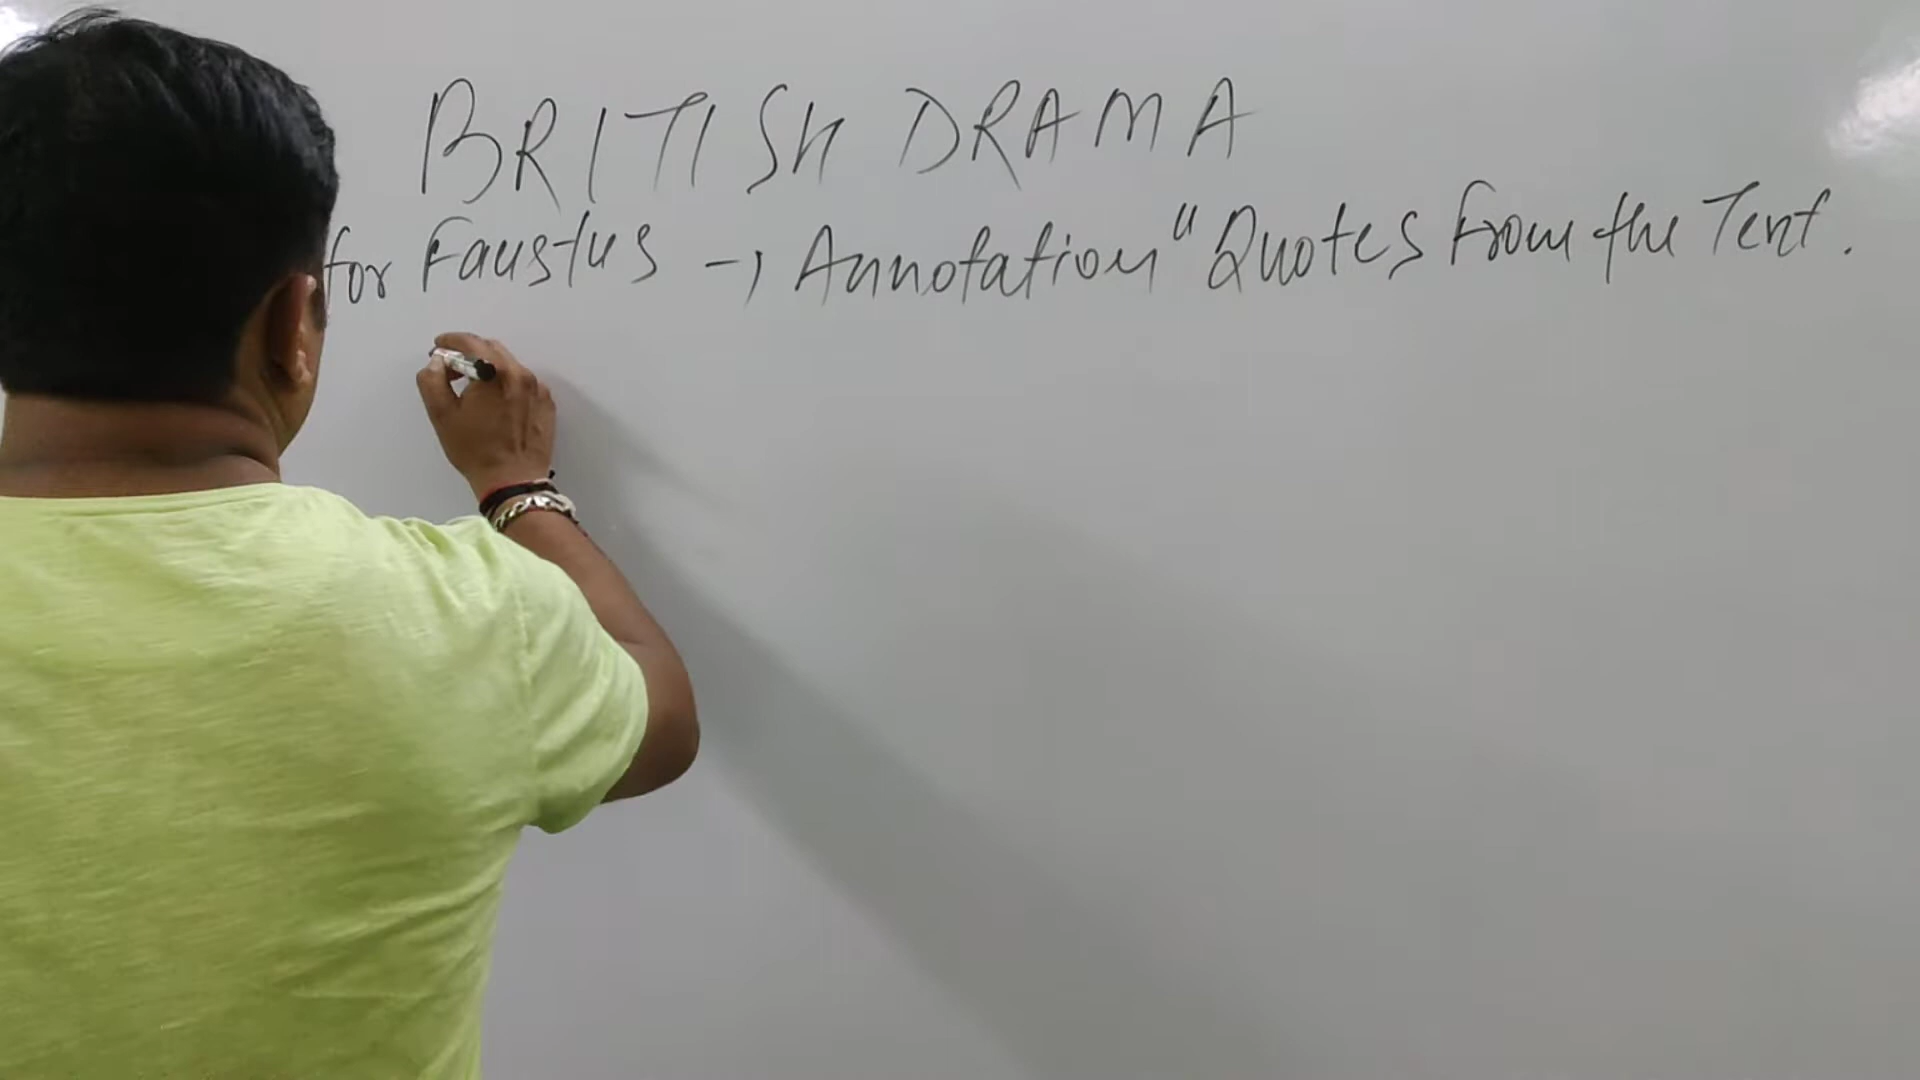 BRITISH DRAMA
for Faustus → Annotation " Quotes from the Text.